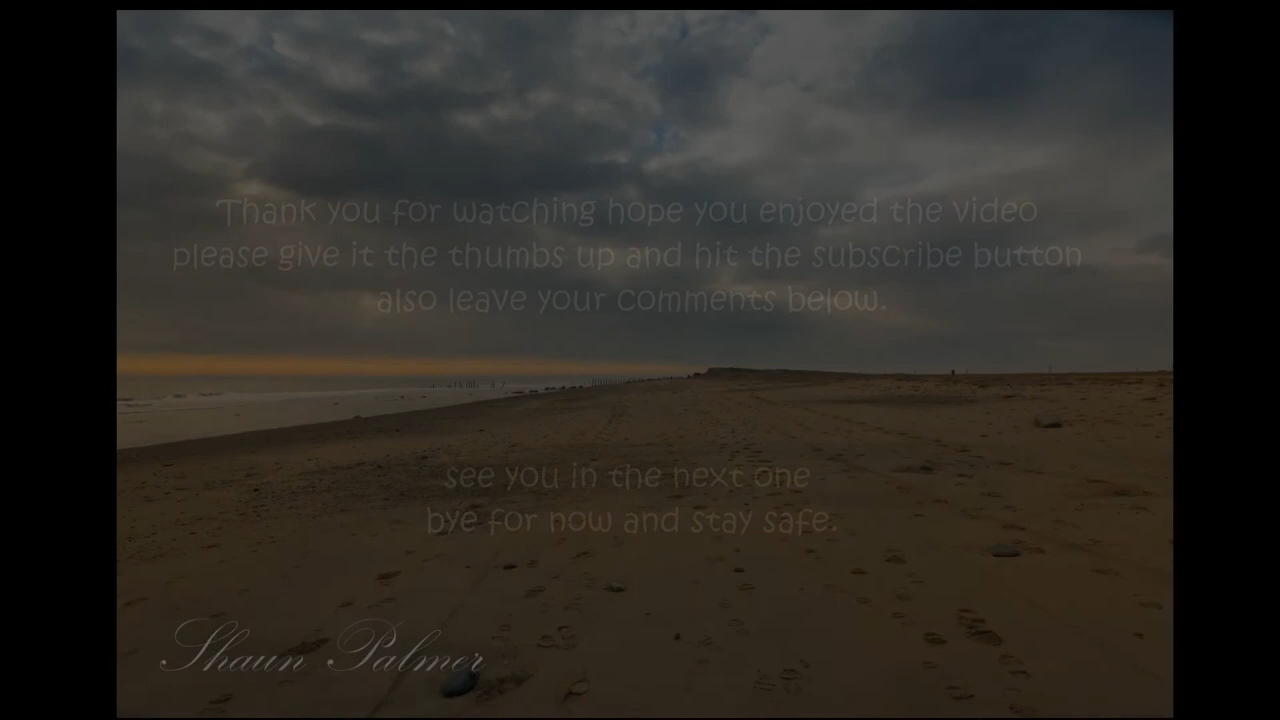 Thank you for watching hope you enjoyed the video
please give it the thumbs up and hit the subscribe button
also leave your comments below.
see you in the next one
bye for now and stay safe.
Shaun Palmer